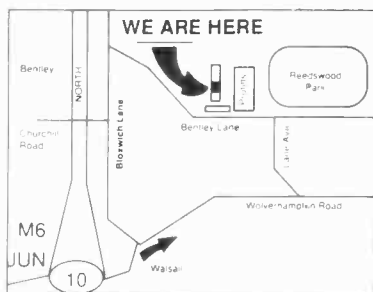 WE ARE HERE
Bentley
NORTH
Reedswood
Park
Churchill
Road
Bloxwich Lane
Bentley Lane
Lane Ave
Wolverhampton Road
M6
JUN
10
Walsall